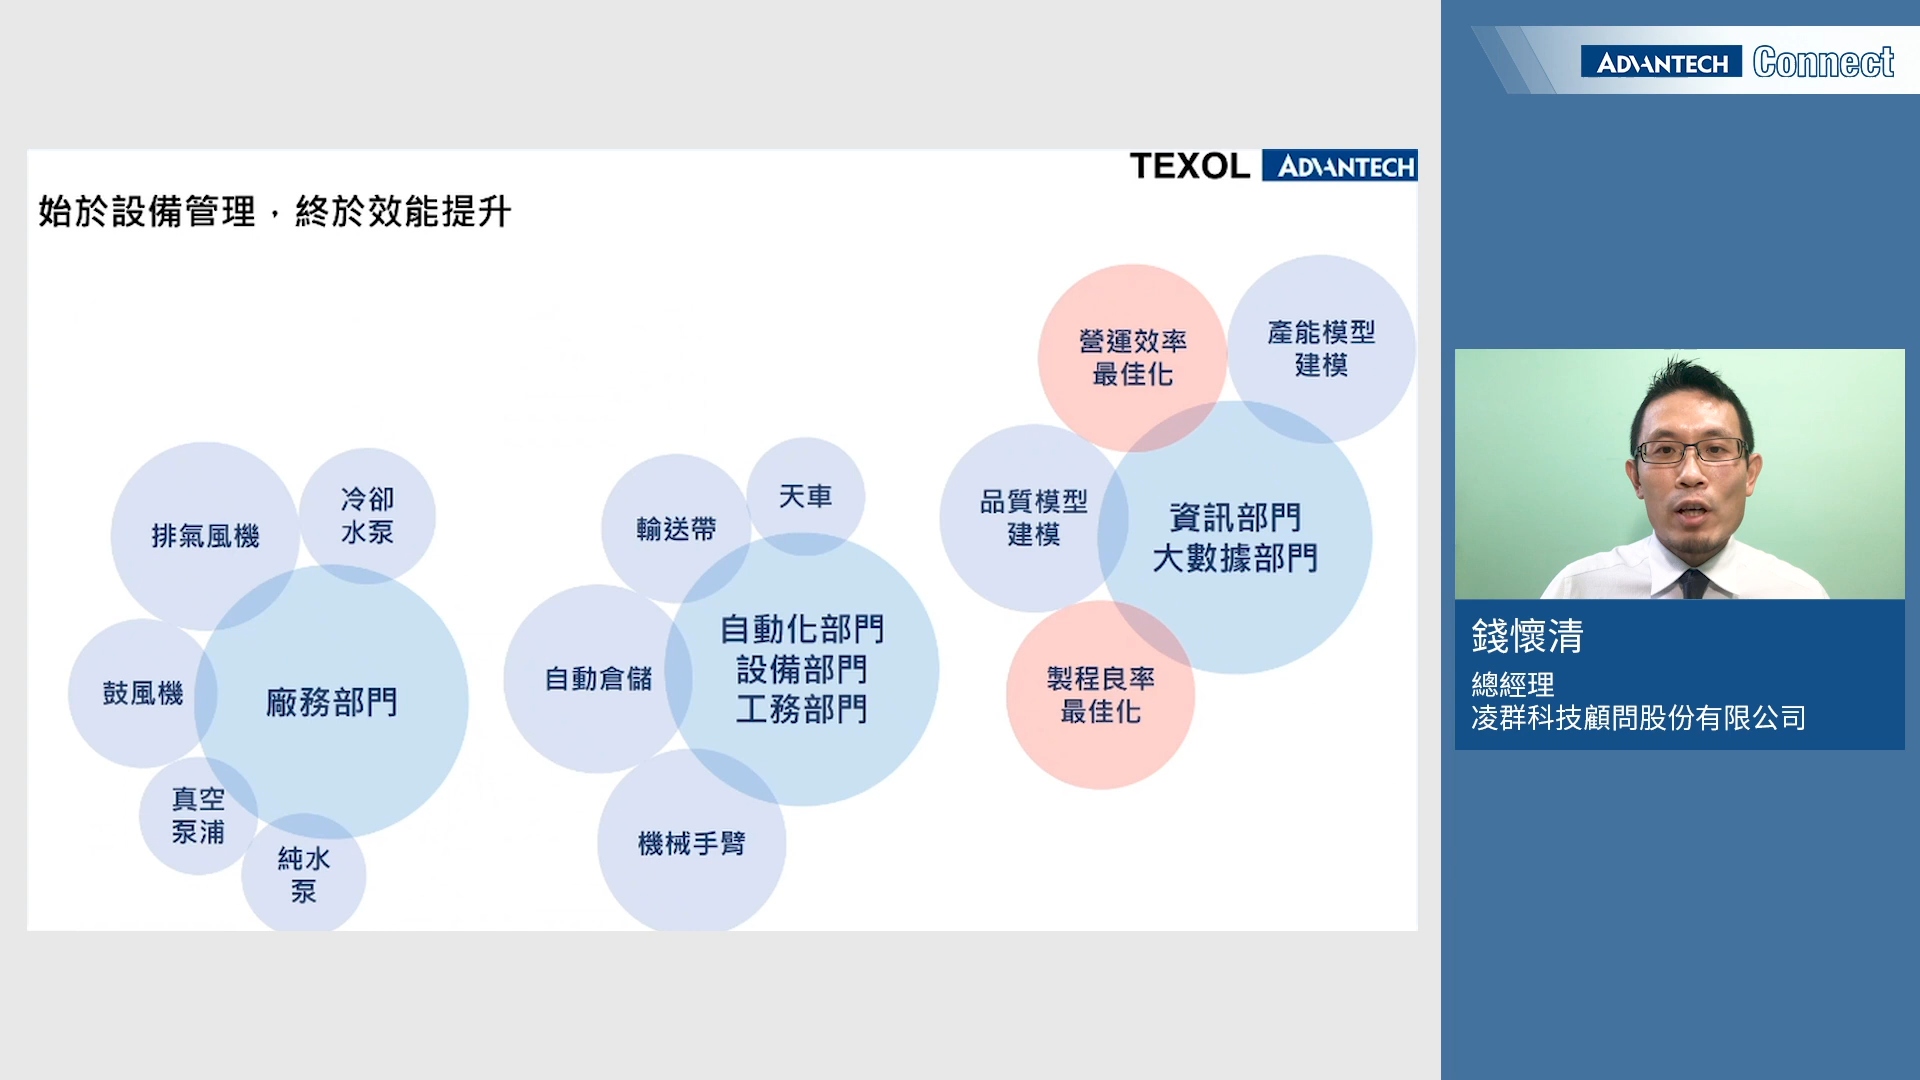 ADVANTECH Connect
TEXOL ADVANTECH
始於設備管理，終於效能提升
排氣風機
冷卻
水泵
鼓風機
廠務部門
真空
泵浦
純水
泵
輸送帶
天車
自動倉儲
自動化部門
設備部門
工務部門
機械手臂
營運效率
最佳化
產能模型
建模
品質模型
建模
資訊部門
大數據部門
製程良率
最佳化
錢懷清
總經理
凌群科技顧問股份有限公司